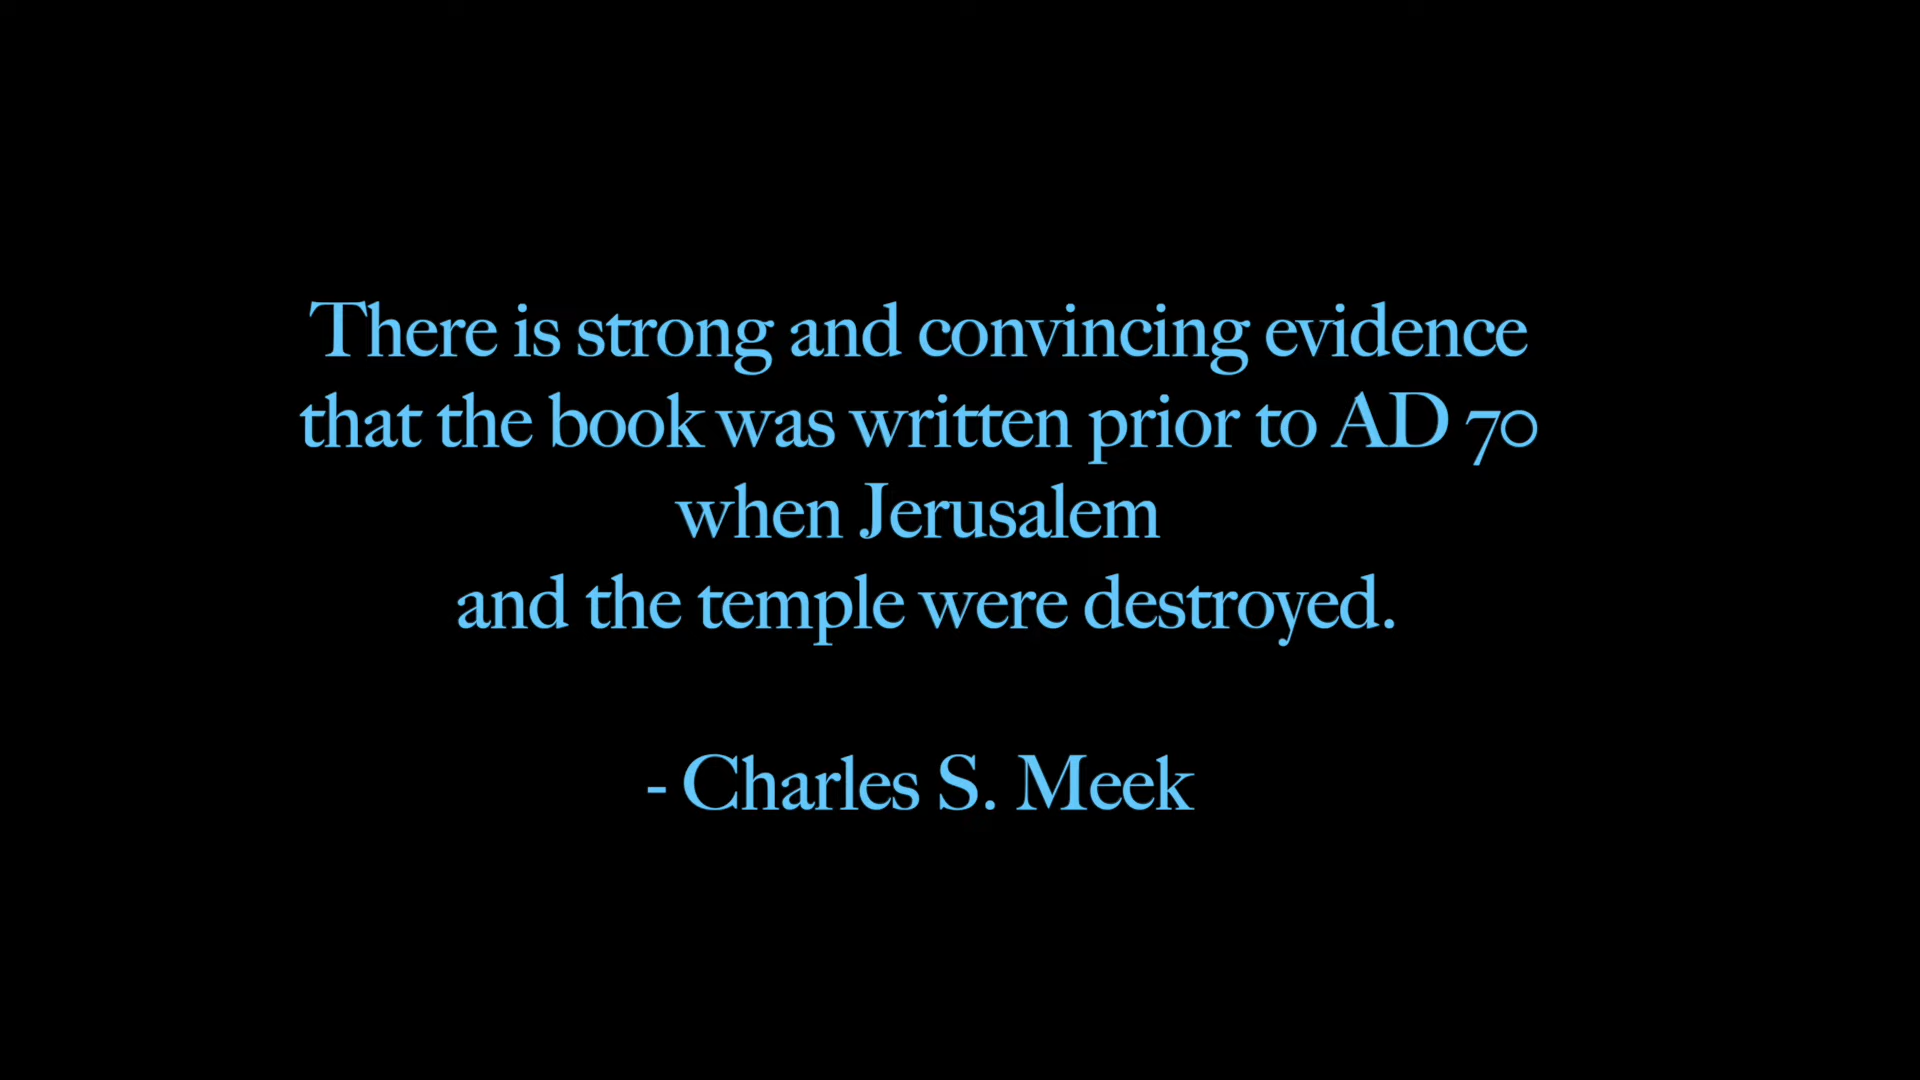 There is strong and convincing evidence
that the book was written prior to AD 70
when Jerusalem
and the temple were destroyed.
- Charles S. Meek